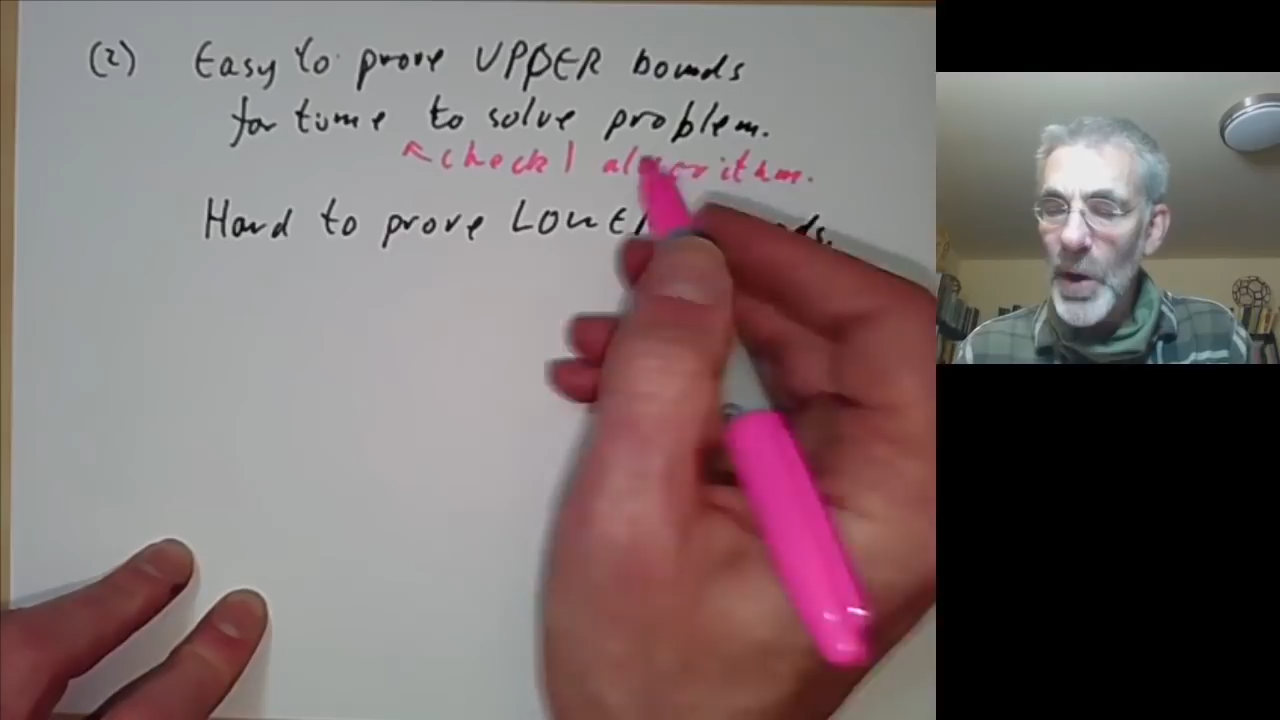 (2) Easy to prove UPPER bounds
for time to solve problem.
↖ check 1 algorithm.
Hard to prove LOWER